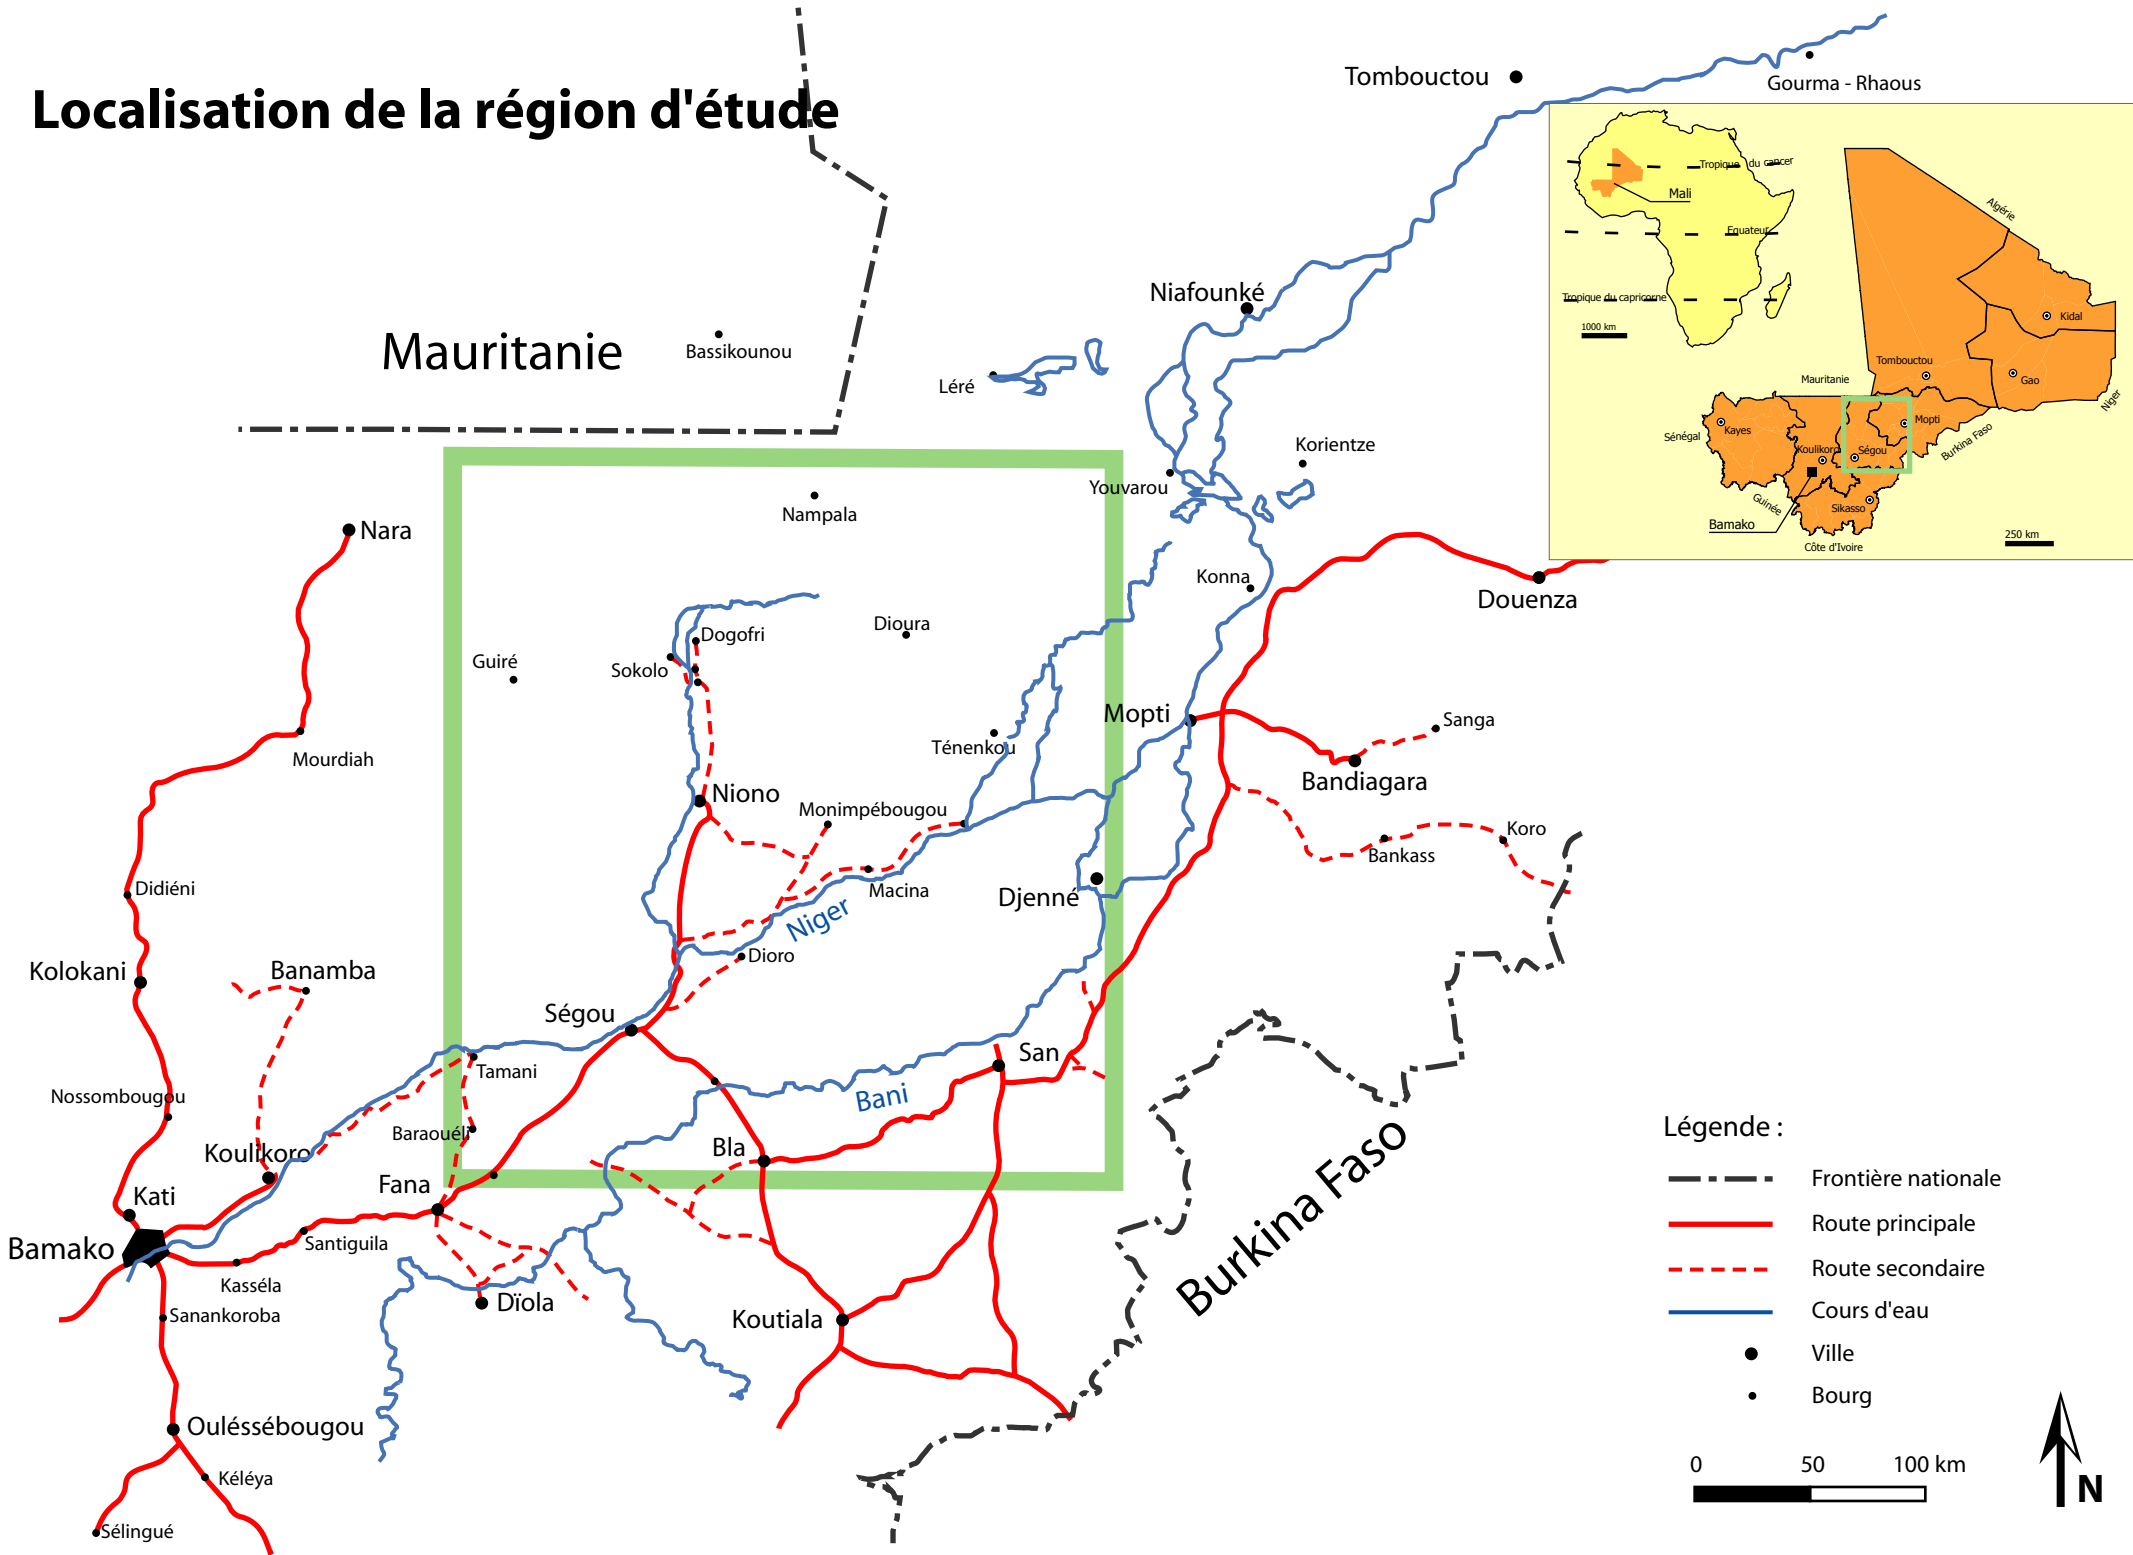 Localisation de la région d'étude
Tombouctou
Gourma - Rhaous
Tropique du cancer
Mali
Equateur
Tropique du capricorne
1000 km
Algérie
Kidal
Tombouctou
Gao
Mauritanie
Niger
Mopti
Kayes
Sénégal
Koulikoro
Ségou
Burkina Faso
Guinée
Sikasso
Bamako
Côte d'Ivoire
250 km
Niafounké
Mauritanie
Bassikounou
Léré
Korientze
Youvarou
Nampala
Nara
Konna
Douenza
Dogofri
Dioura
Guiré
Sokolo
Mopti
Sanga
Ténenkou
Mourdiah
Bandiagara
Niono
Monimpébougou
Koro
Bankass
Didiéni
Macina
Djenné
Niger
Dioro
Kolokani
Banamba
Ségou
San
Tamani
Nossombougou
Bani
Baraouéli
Bla
Koulikoro
Fana
Kati
Burkina Faso
Bamako
Santiguila
Kasséla
Sanankoroba
Dïola
Koutiala
Ouléssébougou
Kéléya
Sélingué
Légende :
Frontière nationale
Route principale
Route secondaire
Cours d'eau
Ville
Bourg
0 50 100 km
N